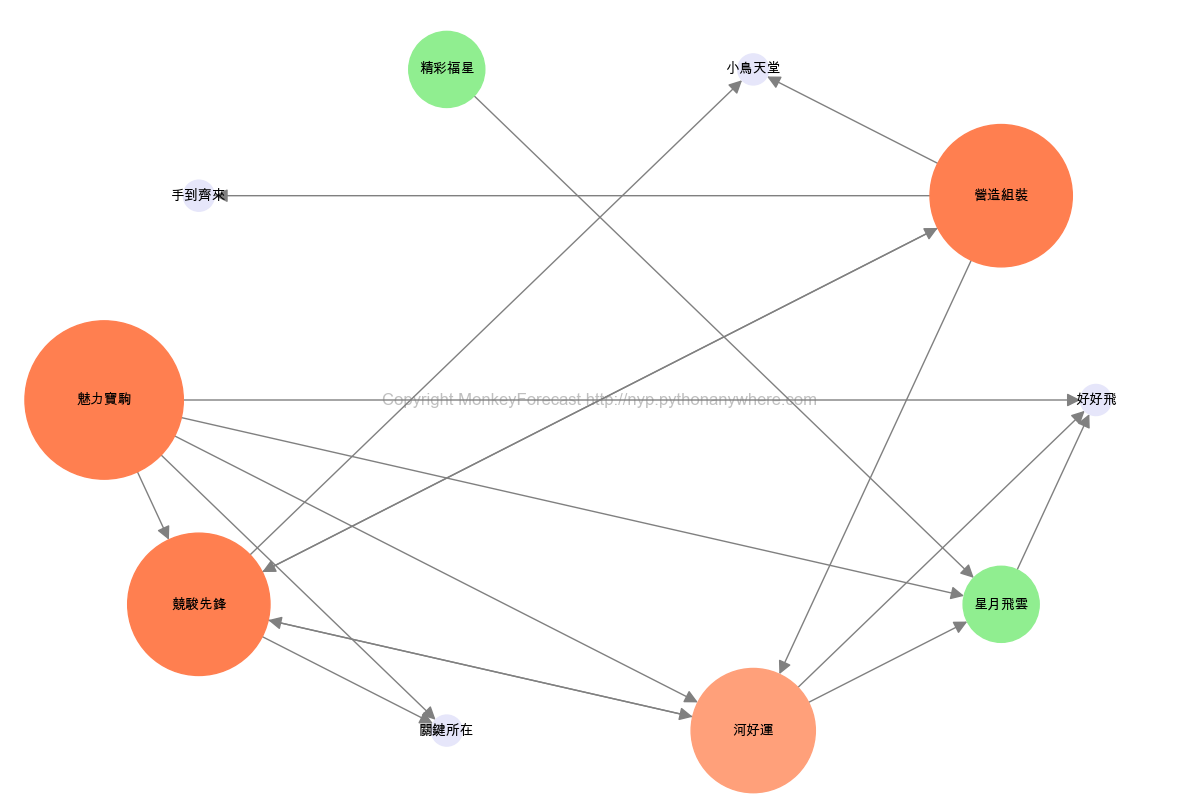 精彩福星
小鳥天堂
手到齊來
營造組裝
魅力寶駒
Copyright MonkeyForecast http://nyp.pythonanywhere.com
好好飛
競駿先鋒
星月飛雲
關鍵所在
河好運